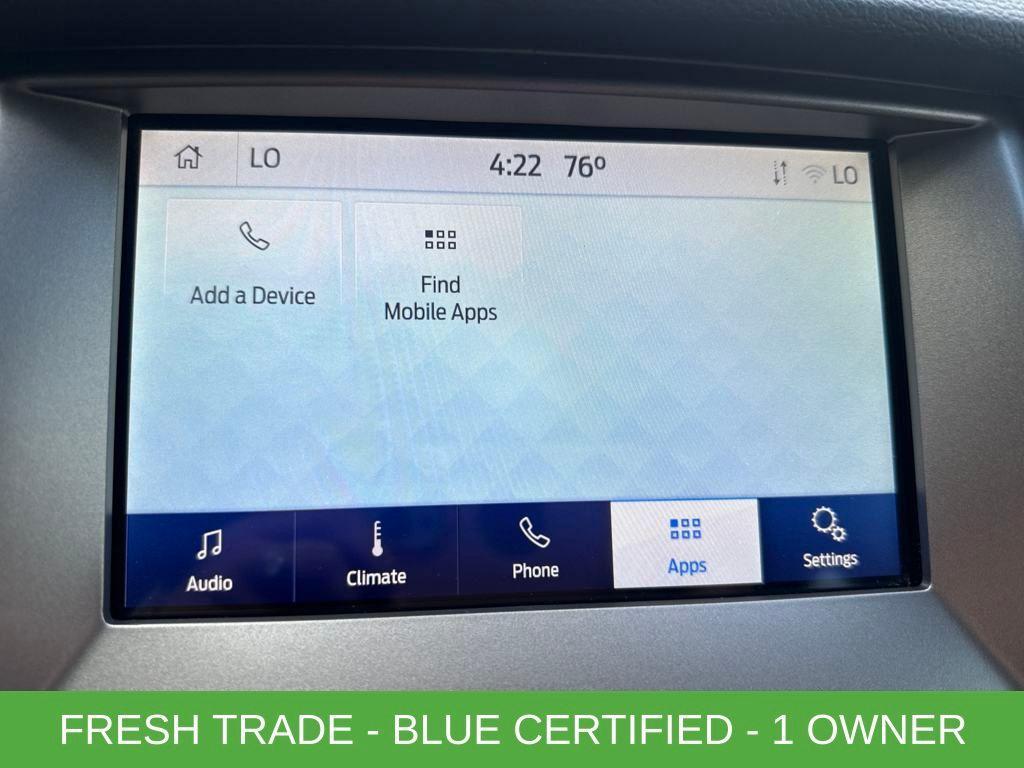 LO 4:22 76° LO
Add a Device
Find
Mobile Apps
Audio Climate Phone Apps Settings
FRESH TRADE - BLUE CERTIFIED - 1 OWNER